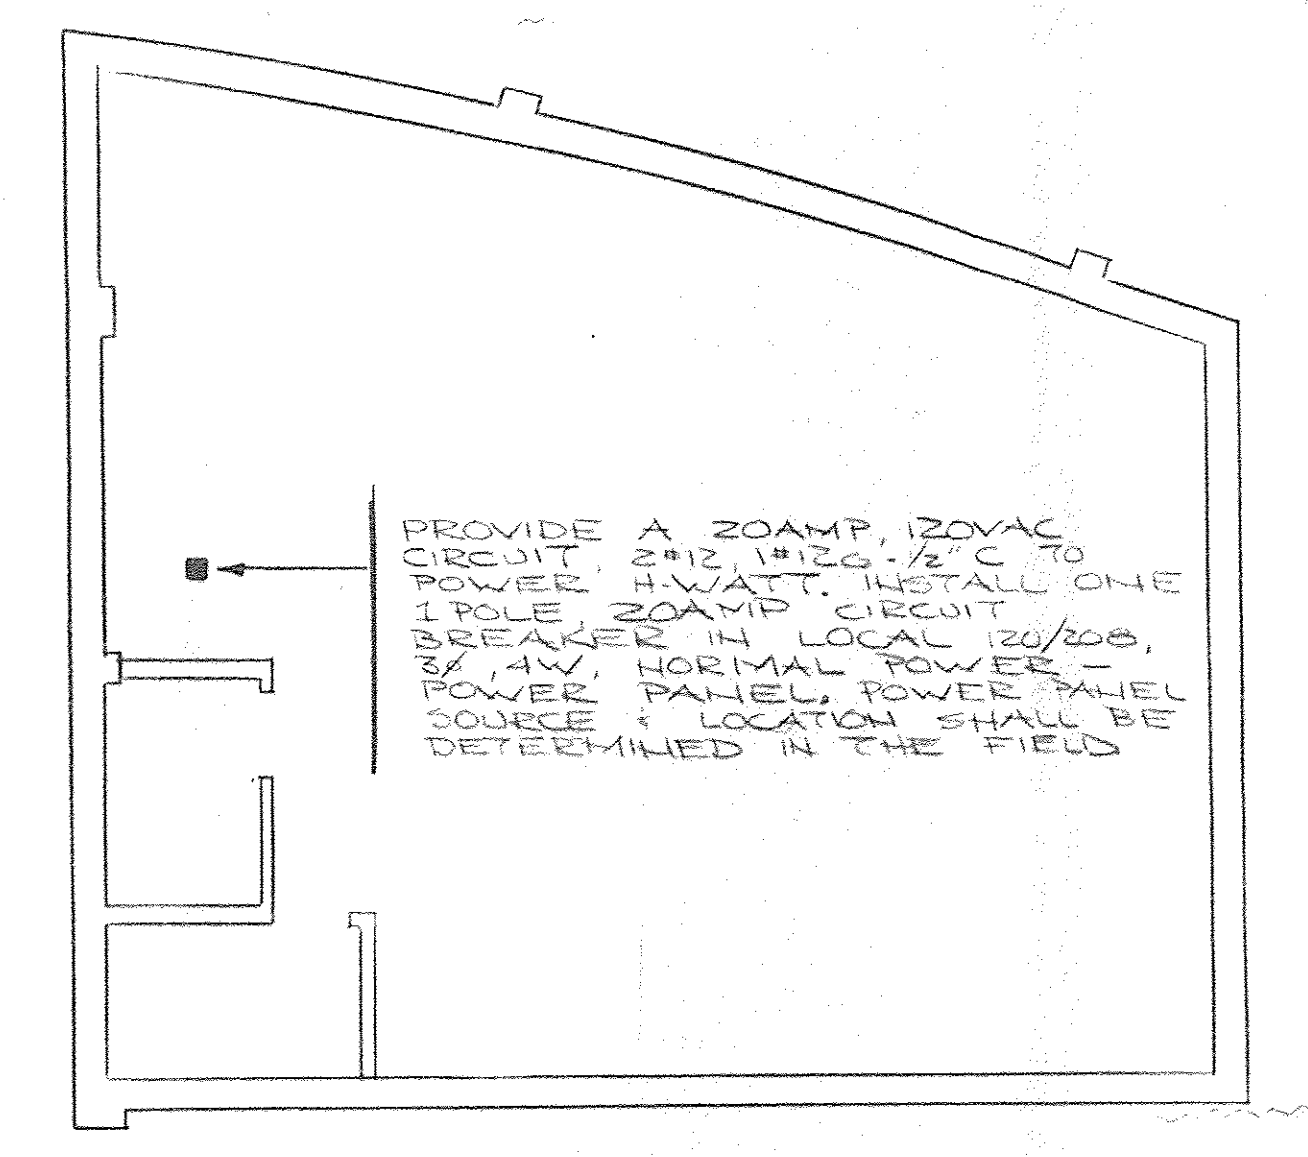 PROVIDE A 20AMP, 120VAC
CIRCUIT, 2#12, 1#12G - 1/2" C TO
POWER H-WATT. INSTALL ONE
1 POLE, 20AMP CIRCUIT
BREAKER IN LOCAL 120/208,
3Ø, 4W, NORMAL POWER -
POWER PANEL. POWER PANEL
SOURCE & LOCATION SHALL BE
DETERMINED IN THE FIELD